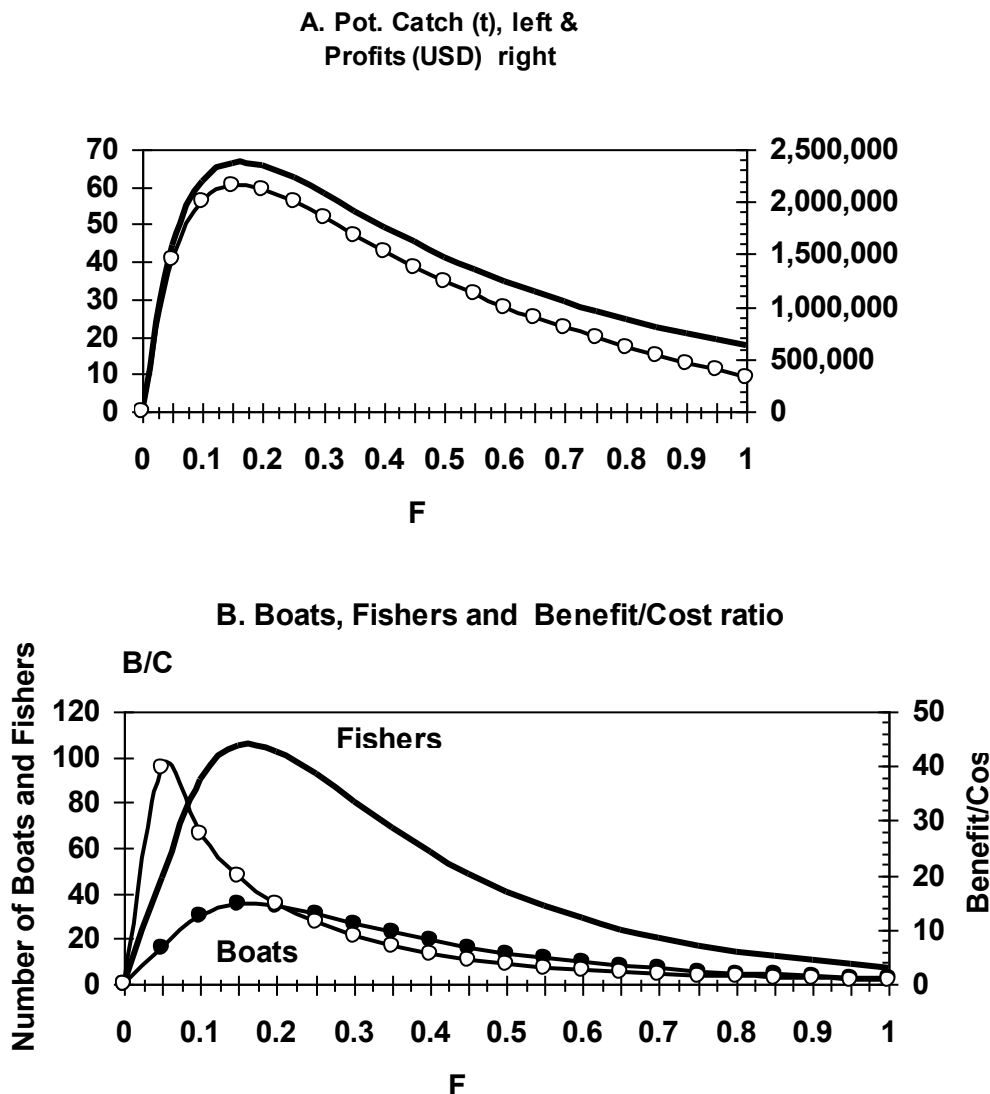 A. Pot. Catch (t), left &
Profits (USD) right
70
60
50
40
30
20
10
0
2,500,000
2,000,000
1,500,000
1,000,000
500,000
0
0 0.1 0.2 0.3 0.4 0.5 0.6 0.7 0.8 0.9 1
F
B. Boats, Fishers and Benefit/Cost ratio
B/C
Number of Boats and Fishers
120
100
80
60
40
20
0
Fishers
Boats
50
40
30
20
10
0
Benefit/Cos
0 0.1 0.2 0.3 0.4 0.5 0.6 0.7 0.8 0.9 1
F